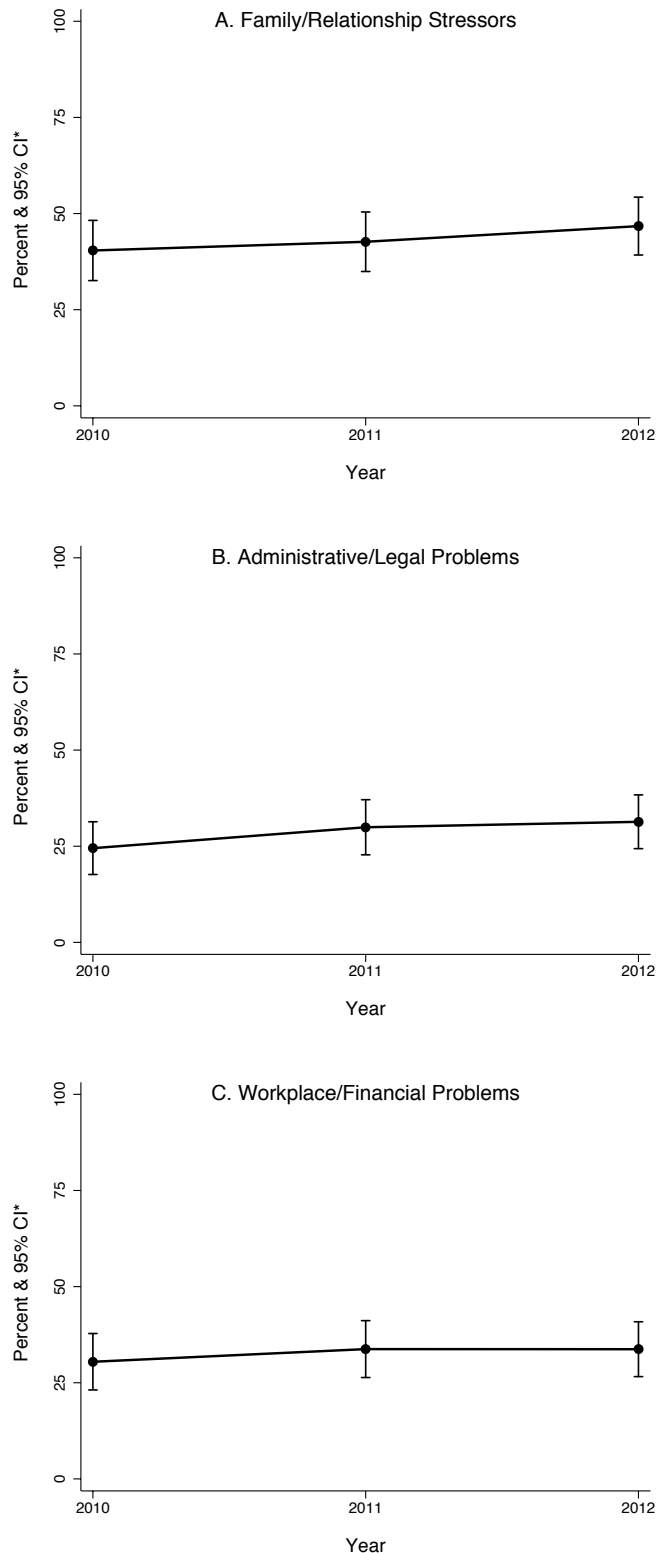 A. Family/Relationship Stressors
Percent & 95% CI*
100
75
50
25
0
2010 2011 2012
Year
B. Administrative/Legal Problems
Percent & 95% CI*
100
75
50
25
0
2010 2011 2012
Year
C. Workplace/Financial Problems
Percent & 95% CI*
100
75
50
25
0
2010 2011 2012
Year